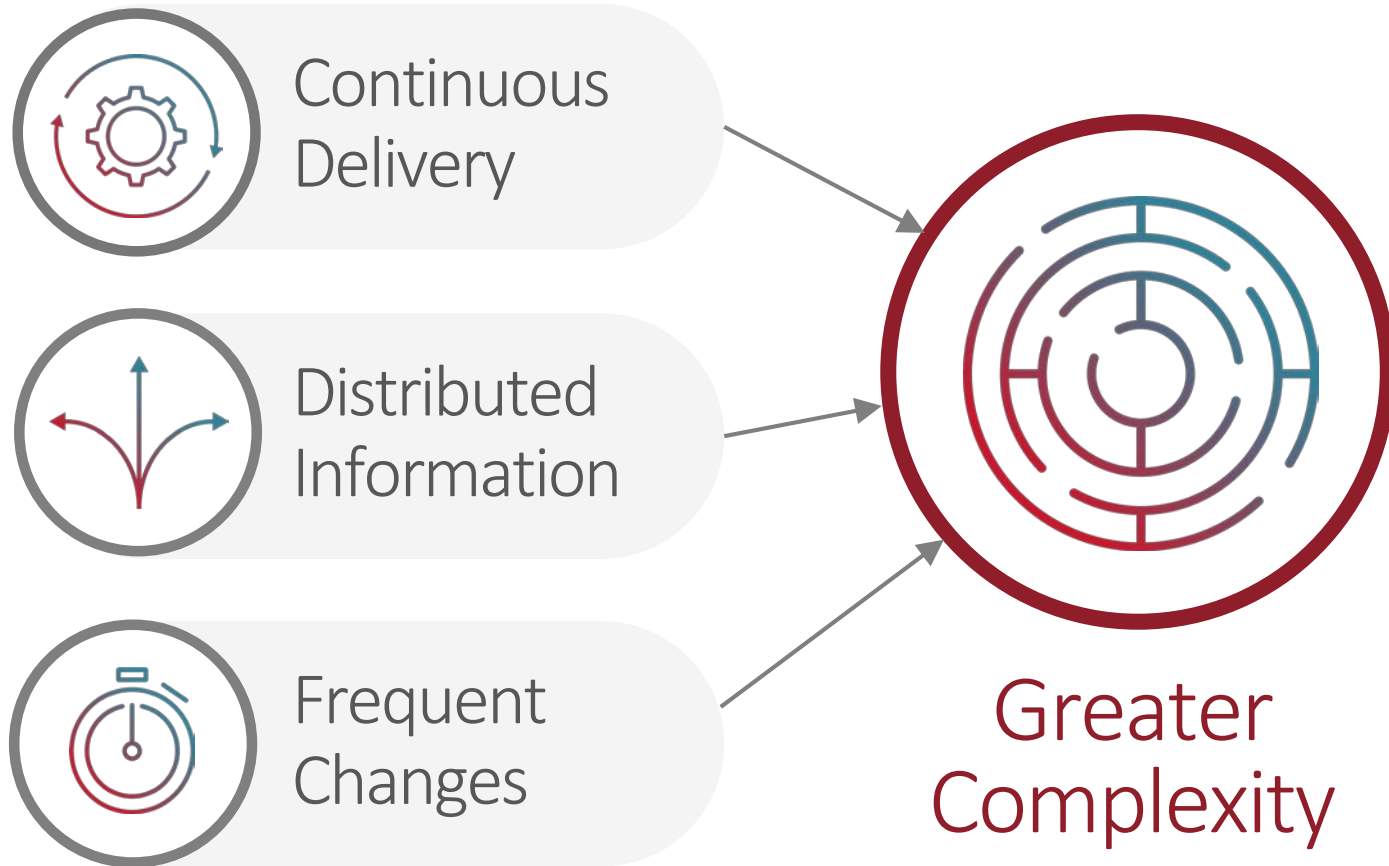 Continuous
Delivery
Distributed
Information
Frequent
Changes
Greater
Complexity